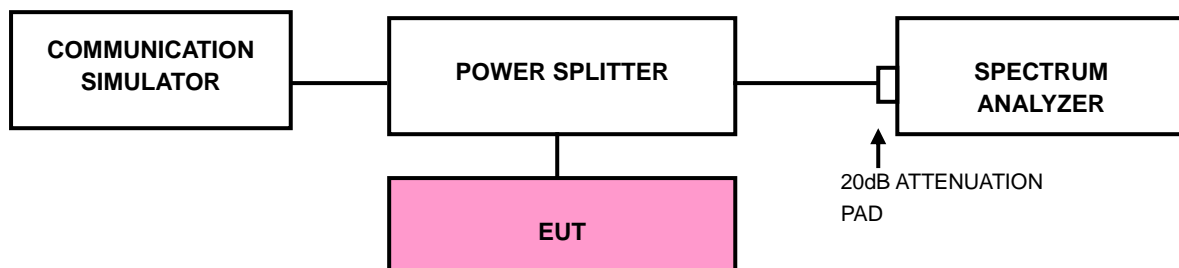 COMMUNICATION
SIMULATOR
POWER SPLITTER
SPECTRUM
ANALYZER
20dB ATTENUATION
PAD
EUT